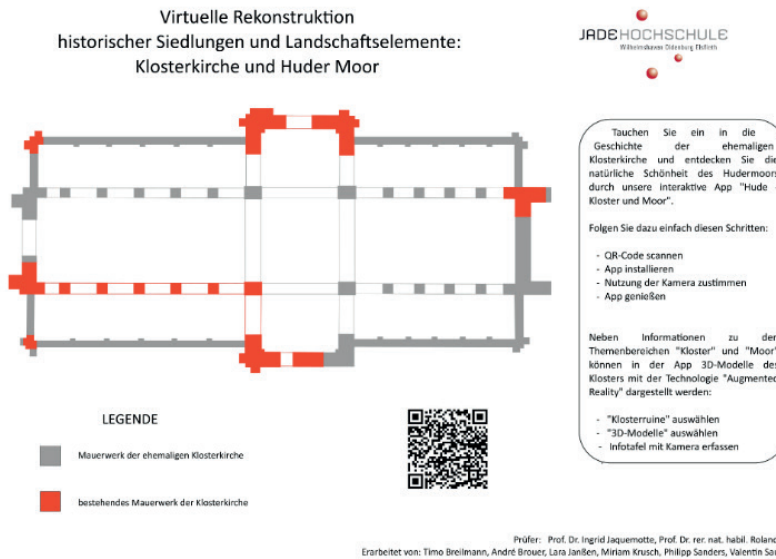 Virtuelle Rekonstruktion
historischer Siedlungen und Landschaftselemente:
Klosterkirche und Huder Moor
JADEHOCHSCHULE
Wilhelmshaven Oldenburg Elsfleth
Tauchen Sie ein in die
Geschichte der ehemaligen
Klosterkirche und entdecken Sie die
natürliche Schönheit des Hudermoors
durch unsere interaktive App "Hude -
Kloster und Moor".
Folgen Sie dazu einfach diesen Schritten:
- QR-Code scannen
- App installieren
- Nutzung der Kamera zustimmen
- App genießen
Neben Informationen zu den
Themenbereichen "Kloster" und "Moor"
können in der App 3D-Modelle des
Klosters mit der Technologie "Augmented
Reality" dargestellt werden:
- "Klosterruine" auswählen
- "3D-Modelle" auswählen
- Infotafel mit Kamera erfassen
LEGENDE
Mauerwerk der ehemaligen Klosterkirche
bestehendes Mauerwerk der Klosterkirche
Prüfer: Prof. Dr. Ingrid Jaquemotte, Prof. Dr. rer. nat. habil. Roland
Erarbeitet von: Timo Breilmann, André Brouer, Lara Janßen, Miriam Krusch, Philipp Sanders, Valentin